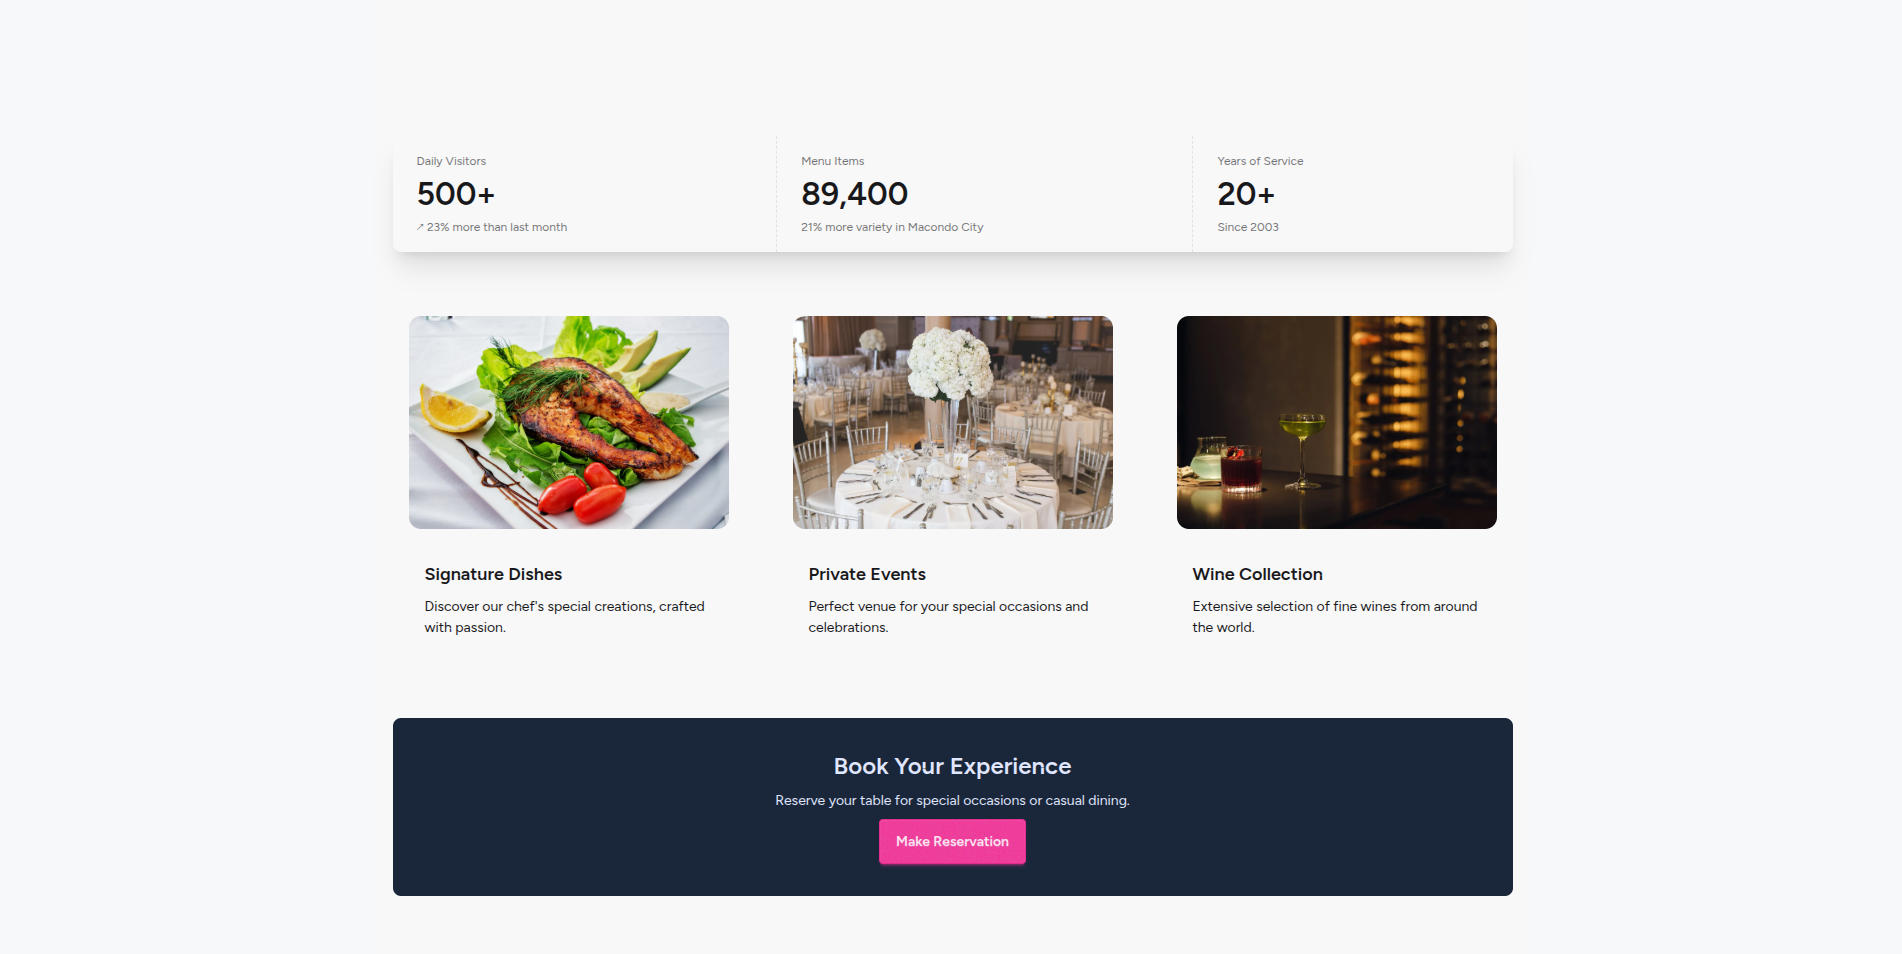 Daily Visitors
500+
↗︎ 23% more than last month
Menu Items
89,400
21% more variety in Macondo City
Years of Service
20+
Since 2003
Signature Dishes
Discover our chef's special creations, crafted
with passion.
Private Events
Perfect venue for your special occasions and
celebrations.
Wine Collection
Extensive selection of fine wines from around
the world.
Book Your Experience
Reserve your table for special occasions or casual dining.
Make Reservation